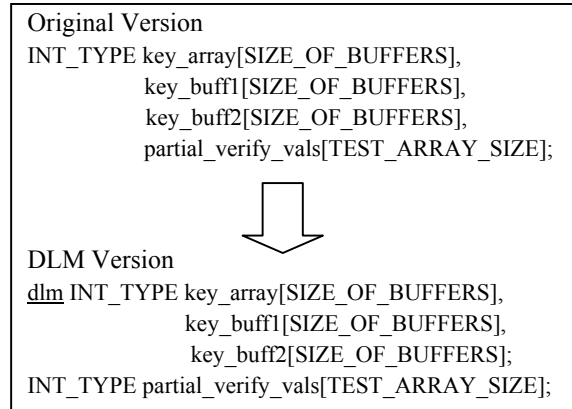 Original Version
INT_TYPE key_array[SIZE_OF_BUFFERS],
key_buff1[SIZE_OF_BUFFERS],
key_buff2[SIZE_OF_BUFFERS],
partial_verify_vals[TEST_ARRAY_SIZE];
DLM Version
dlm INT_TYPE key_array[SIZE_OF_BUFFERS],
key_buff1[SIZE_OF_BUFFERS],
key_buff2[SIZE_OF_BUFFERS];
INT_TYPE partial_verify_vals[TEST_ARRAY_SIZE];